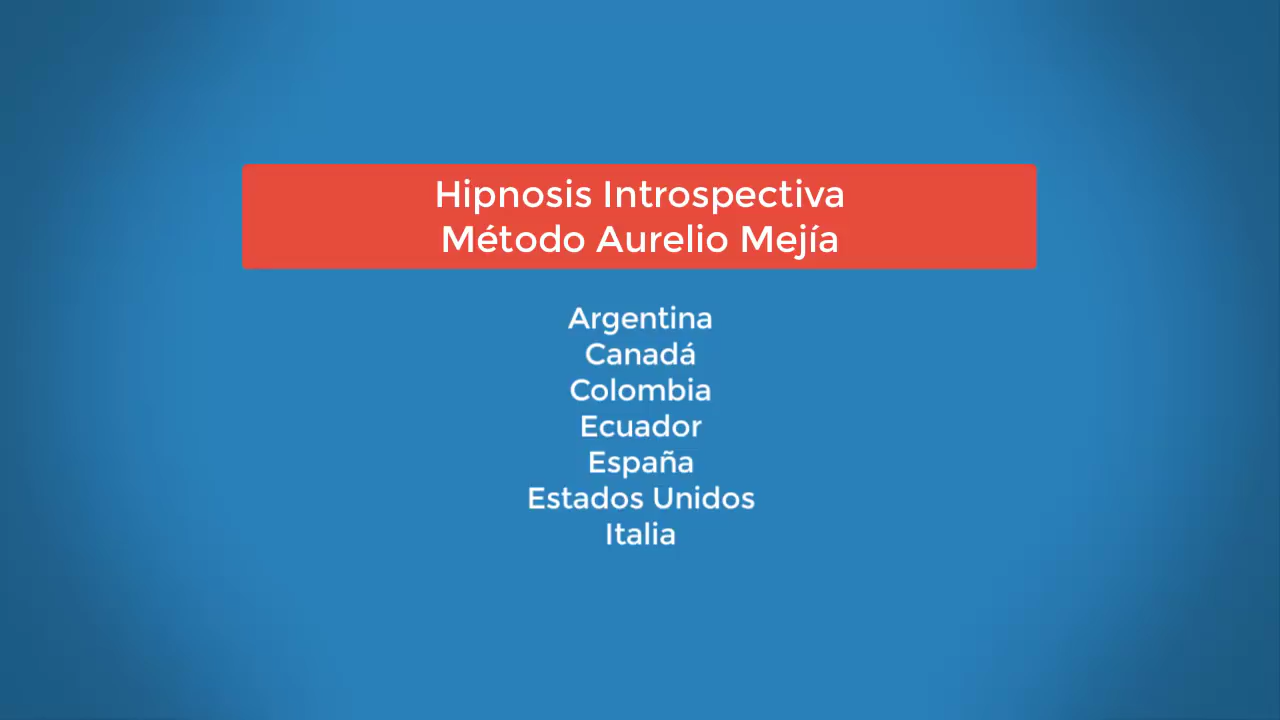 Hipnosis Introspectiva
Método Aurelio Mejía
Argentina
Canadá
Colombia
Ecuador
España
Estados Unidos
Italia